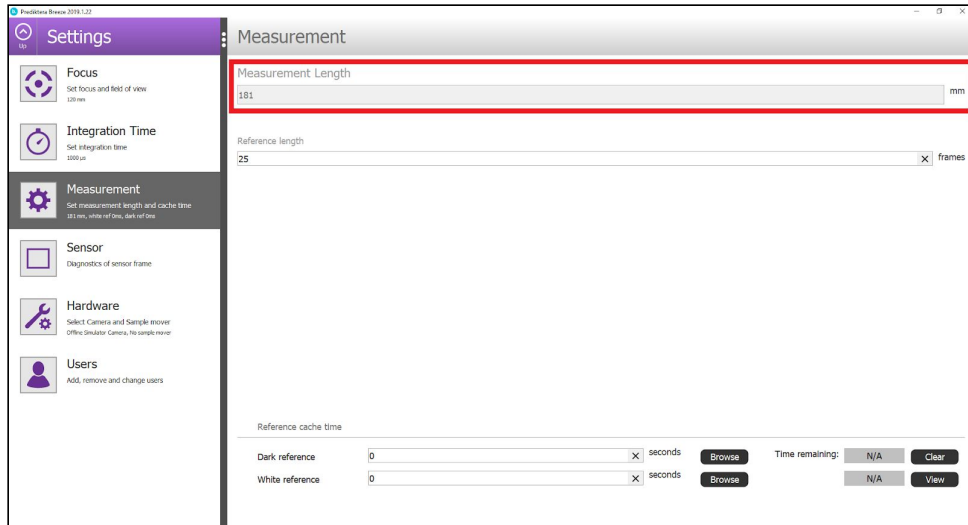 Prediktera Breeze 2019.1.22
Up
Settings
Focus
Set focus and field of view
120 mm
Integration Time
Set integration time
1000 µs
Measurement
Set measurement length and cache time
181 mm, white ref 0ms, dark ref 0ms
Sensor
Diagnostics of sensor frame
Hardware
Select Camera and Sample mover
Offline Simulator Camera, No sample mover
Users
Add, remove and change users
Measurement
Measurement Length
181 mm
Reference length
25 frames
Reference cache time
Dark reference 0 seconds Browse Time remaining: N/A Clear
White reference 0 seconds Browse N/A View